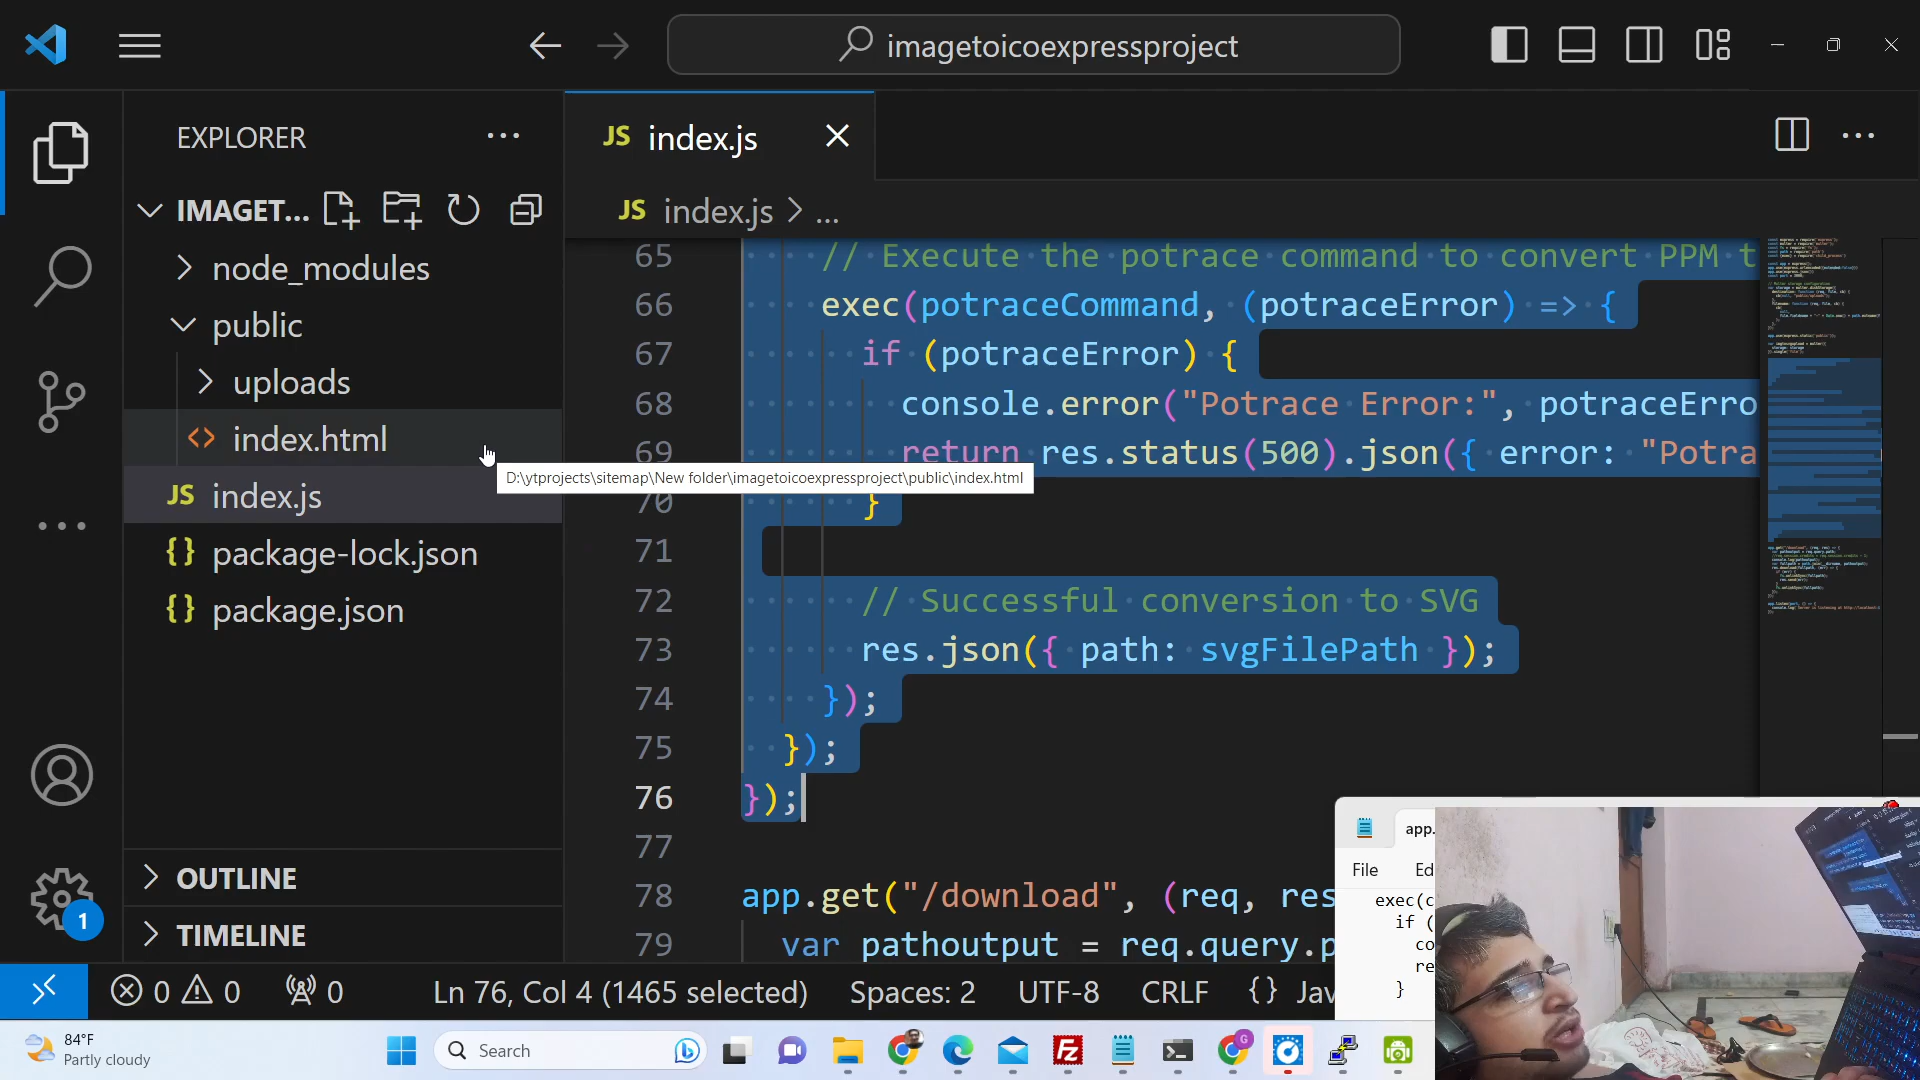 imagetoicoexpressproject
EXPLORER
IMAGET...
node_modules
public
uploads
<> index.html
JS index.js
{} package-lock.json
{} package.json
OUTLINE
TIMELINE
JS index.js
JS index.js > ...
65 // Execute the potrace command to convert PPM t
66 exec(potraceCommand, (potraceError) => {
67 if (potraceError) {
68 console.error("Potrace Error:", potraceErro
69 return res.status(500).json({ error: "Potra
D:\ytprojects\sitemap\New folder\imagetoicoexpressproject\public\index.html
70 }
71
72 // Successful conversion to SVG
73 res.json({ path: svgFilePath });
74 });
75 });
76 });
77
78 app.get("/download", (req, res
79 var pathoutput = req.query.p
app.
File Ed
exec(c
if (
co
re
}
1
0 0 0 Ln 76, Col 4 (1465 selected) Spaces: 2 UTF-8 CRLF {} Jav
84°F
Partly cloudy
Search